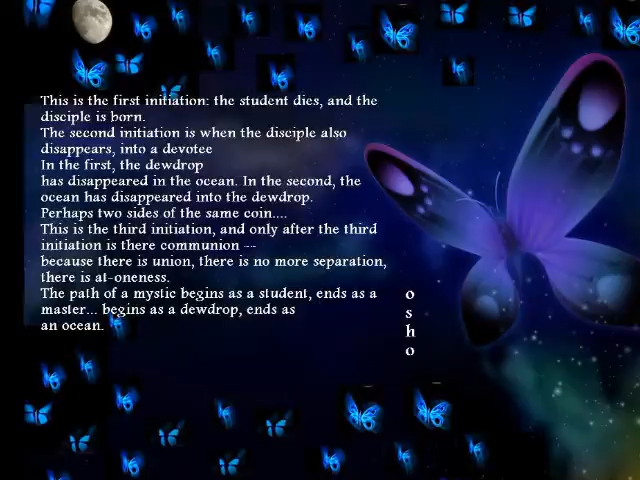 This is the first initiation: the student dies, and the
disciple is born.
The second initiation is when the disciple also
disappears, into a devotee
In the first, the dewdrop
has disappeared in the ocean. In the second, the
ocean has disappeared into the dewdrop.
Perhaps two sides of the same coin....
This is the third initiation, and only after the third
initiation is there communion --
because there is union, there is no more separation,
there is at-oneness.
The path of a mystic begins as a student, ends as a
master... begins as a dewdrop, ends as
an ocean.
o
s
h
o